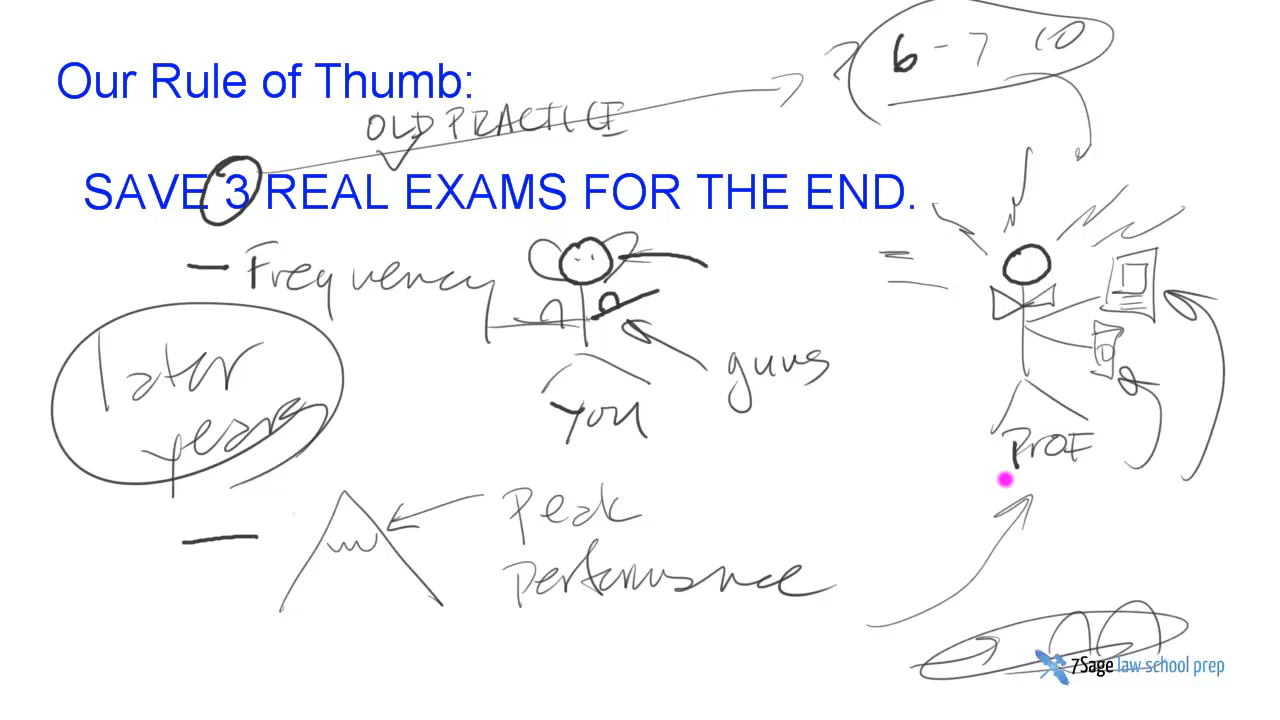 6-7 10
Our Rule of Thumb:
OLD PRACTICE
SAVE 3 REAL EXAMS FOR THE END.
- Frequency
later
years
guns
You
Prof
- Peak
performance
7Sage law school prep